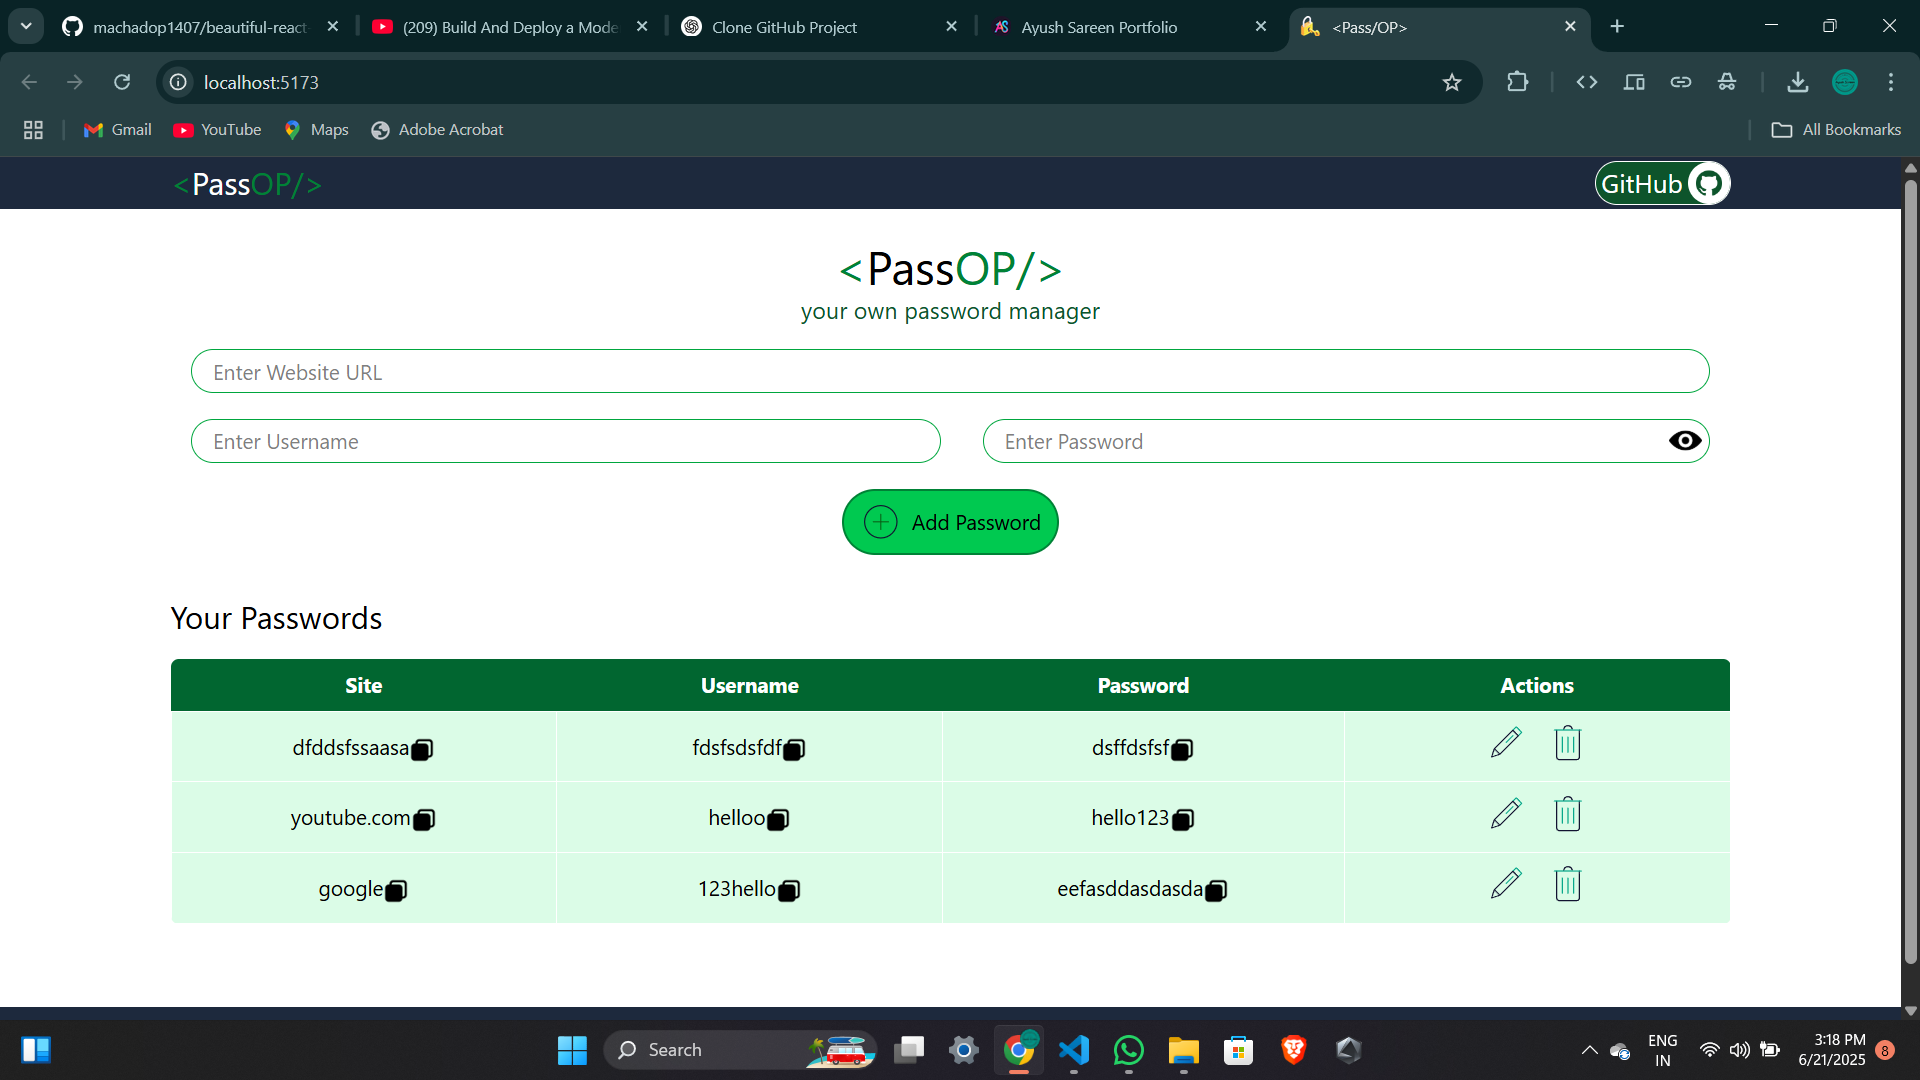 machadop1407/beautiful-react-
(209) Build And Deploy a Mode
Clone GitHub Project
Ayush Sareen Portfolio
<Pass/OP>
localhost:5173
Gmail
YouTube
Maps
Adobe Acrobat
All Bookmarks
<PassOP/>
GitHub
<PassOP/>
your own password manager
Enter Website URL
Enter Username
Enter Password
Add Password
Your Passwords
Site Username Password Actions
dfddsfssaasa fdsfsdsfdf dsffdsfsf
youtube.com helloo hello123
google 123hello eefasddasdasda
Search
ENG
IN
3:18 PM
6/21/2025
8